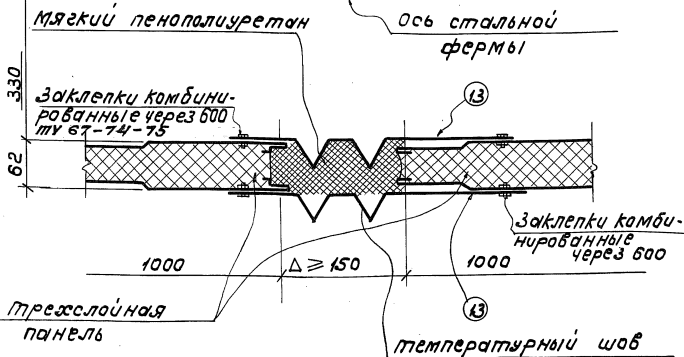 мягкий пенополиуретан
Ось стальной
фермы
330
Заклепки комбини-
рованные через 600
ТУ 67-74-75
13
62
Заклепки комби-
нированные
через 600
1000
Δ ≥ 150
1000
13
Трехслойная
панель
температурный шов